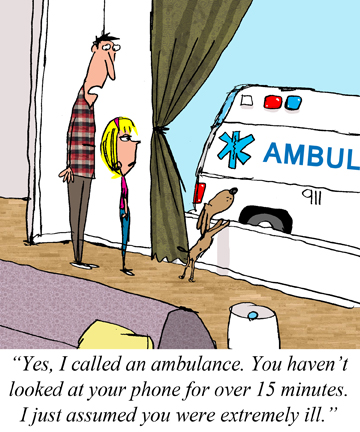 AMBUL
911
“Yes, I called an ambulance. You haven’t
looked at your phone for over 15 minutes.
I just assumed you were extremely ill.”